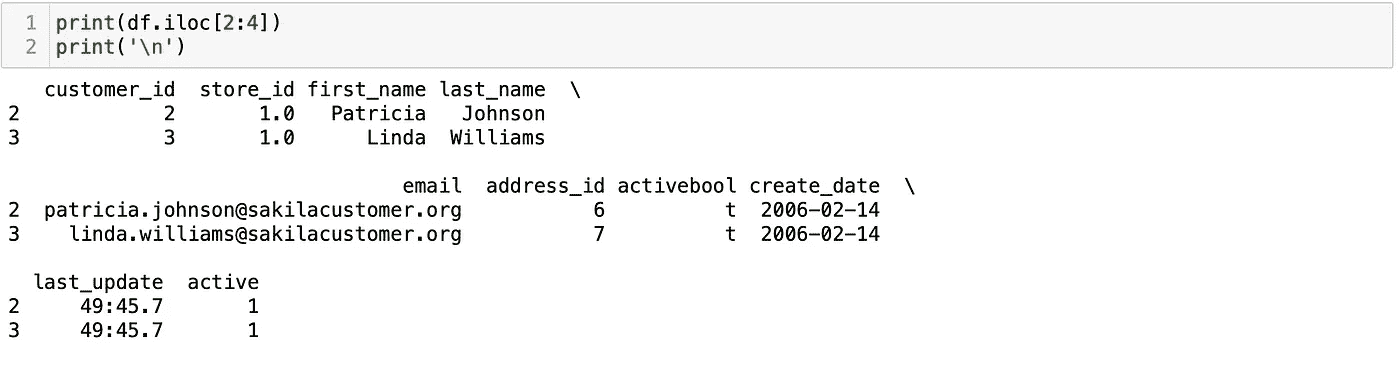 1 print(df.iloc[2:4])
2 print('\n')
customer_id store_id first_name last_name \
2 2 1.0 Patricia Johnson
3 3 1.0 Linda Williams
email address_id activebool create_date \
2 patricia.johnson@sakilacustomer.org 6 t 2006-02-14
3 linda.williams@sakilacustomer.org 7 t 2006-02-14
last_update active
2 49:45.7 1
3 49:45.7 1